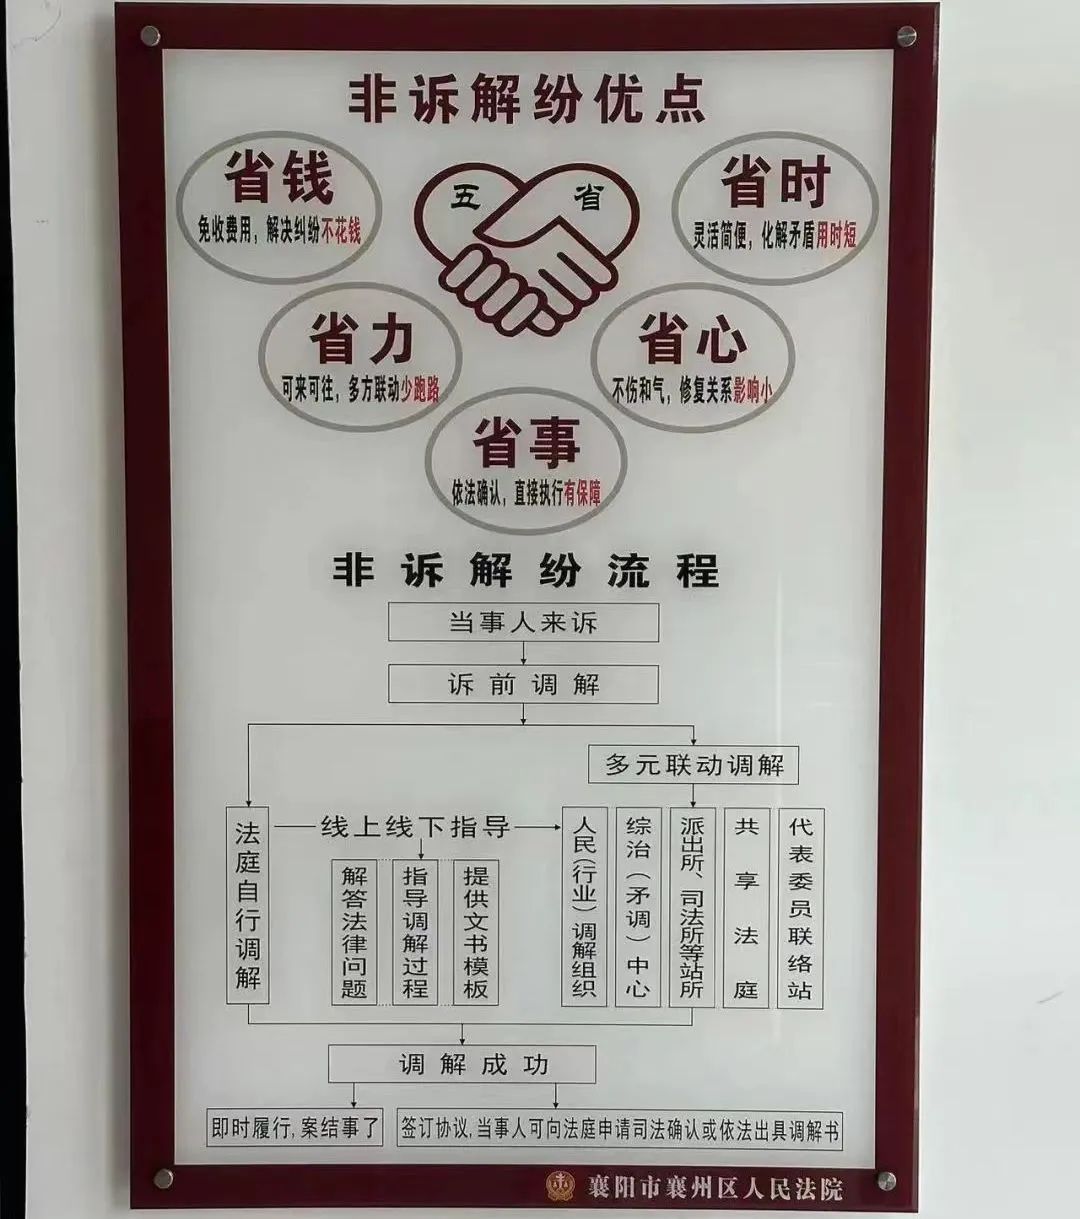 非诉解纷优点
省钱
免收费用，解决纠纷不花钱
五 省
省时
灵活简便，化解矛盾用时短
省力
可来可往，多方联动少跑路
省心
不伤和气，修复关系影响小
省事
依法确认，直接执行有保障
非诉解纷流程
当事人来诉
诉前调解
多元联动调解
法庭自行调解
线上线下指导
解答法律问题
指导调解过程
提供文书模板
人民（行业）调解组织
综治（矛调）中心
派出所、司法所等站所
共享法庭
代表委员联络站
调解成功
即时履行,案结事了
签订协议,当事人可向法庭申请司法确认或依法出具调解书
襄阳市襄州区人民法院